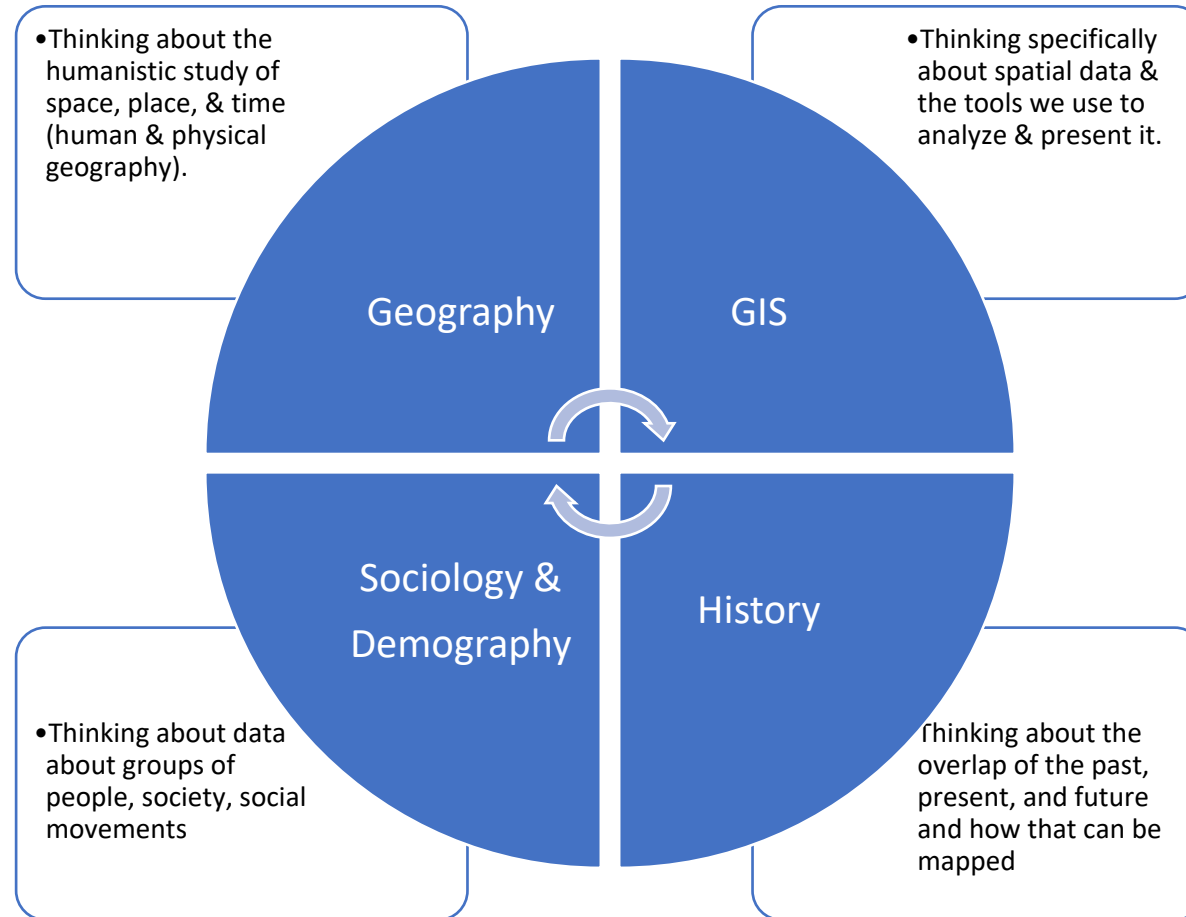 •Thinking about the
humanistic study of
space, place, & time
(human & physical
geography).
•Thinking specifically
about spatial data &
the tools we use to
analyze & present it.
Geography
GIS
Sociology &
Demography
History
•Thinking about data
about groups of
people, society, social
movements
Thinking about the
overlap of the past,
present, and future
and how that can be
mapped